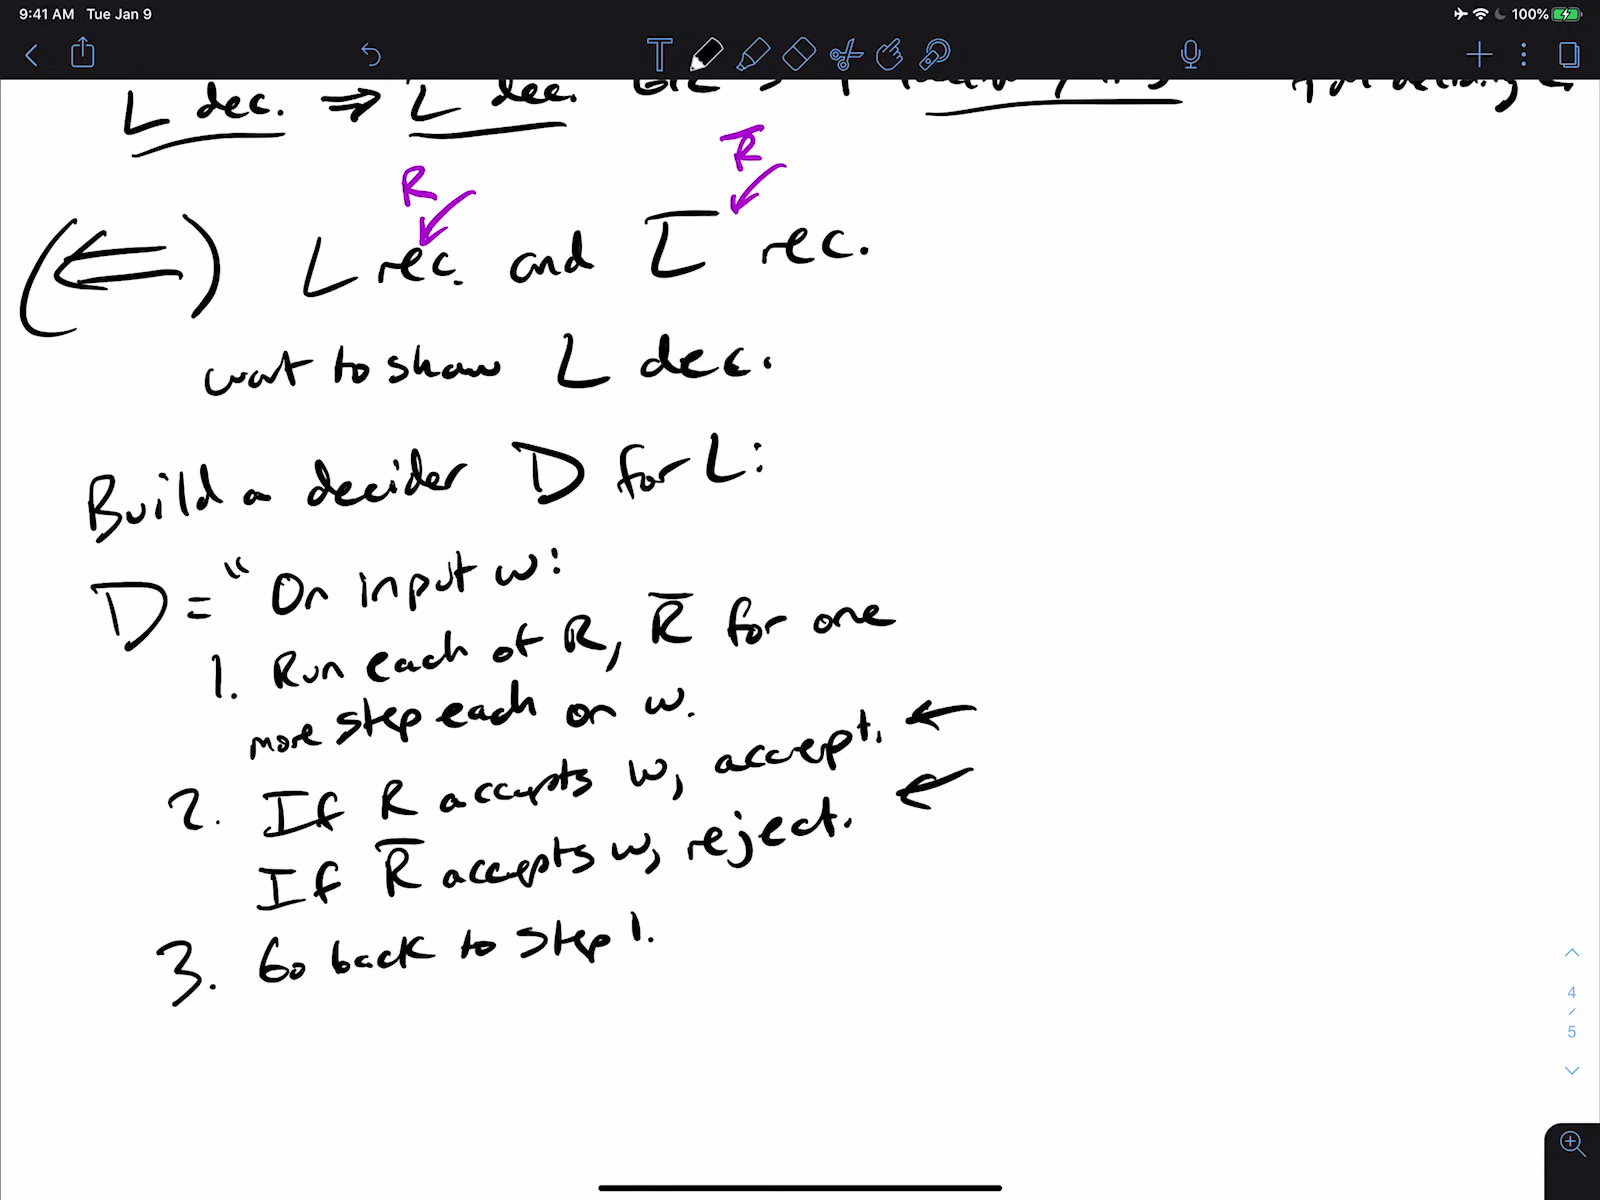 9:41 AM Tue Jan 9
100%
L dec. ⇒ L̅ dec.
R R̅
(⇐) L rec. and L̅ rec.
want to show L dec.
Build a decider D for L:
D = “ On input w:
1. Run each of R, R̅ for one
more step each on w.
2. If R accepts w, accept. ←
If R̅ accepts w, reject. ←
3. Go back to step 1.
4
/
5